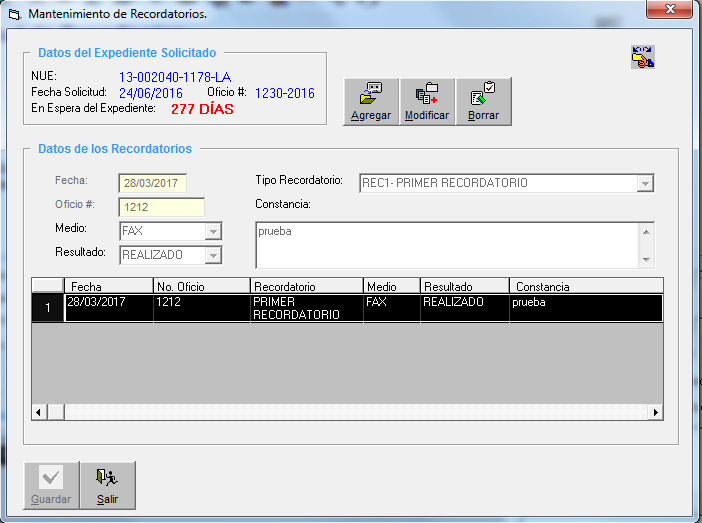 Mantenimiento de Recordatorios.
Datos del Expediente Solicitado
NUE: 13-002040-1178-LA
Fecha Solicitud: 24/06/2016 Oficio #: 1230-2016
En Espera del Expediente: 277 DÍAS
Agregar Modificar Borrar
Datos de los Recordatorios
Fecha: 28/03/2017 Tipo Recordatorio: REC1- PRIMER RECORDATORIO
Oficio #: 1212 Constancia:
Medio: FAX prueba
Resultado: REALIZADO
Fecha No. Oficio Recordatorio Medio Resultado Constancia
1 28/03/2017 1212 PRIMER FAX REALIZADO prueba
RECORDATORIO
Guardar Salir